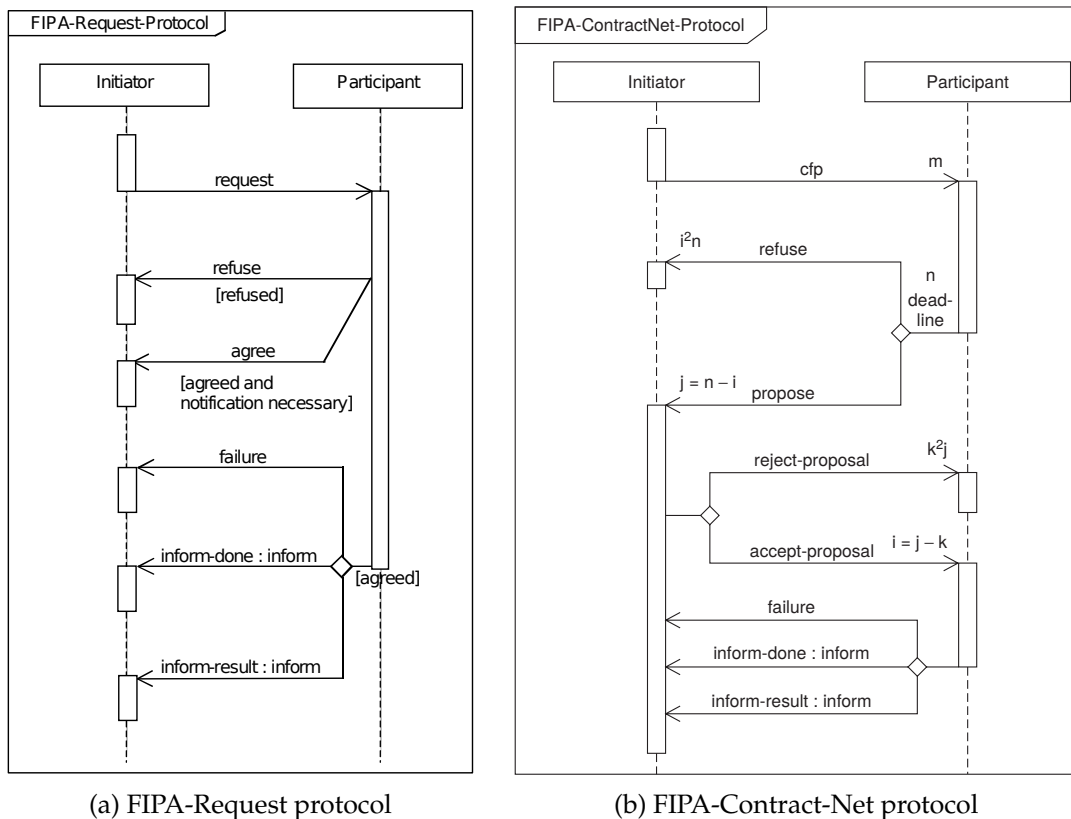 FIPA-Request-Protocol
Initiator
Participant
request
refuse
[refused]
agree
[agreed and
notification necessary]
failure
inform-done : inform
[agreed]
inform-result : inform
(a) FIPA-Request protocol
FIPA-ContractNet-Protocol
Initiator
Participant
cfp
m
i²n
refuse
n
dead-
line
j = n – i
propose
reject-proposal
k²j
accept-proposal
i = j – k
failure
inform-done : inform
inform-result : inform
(b) FIPA-Contract-Net protocol